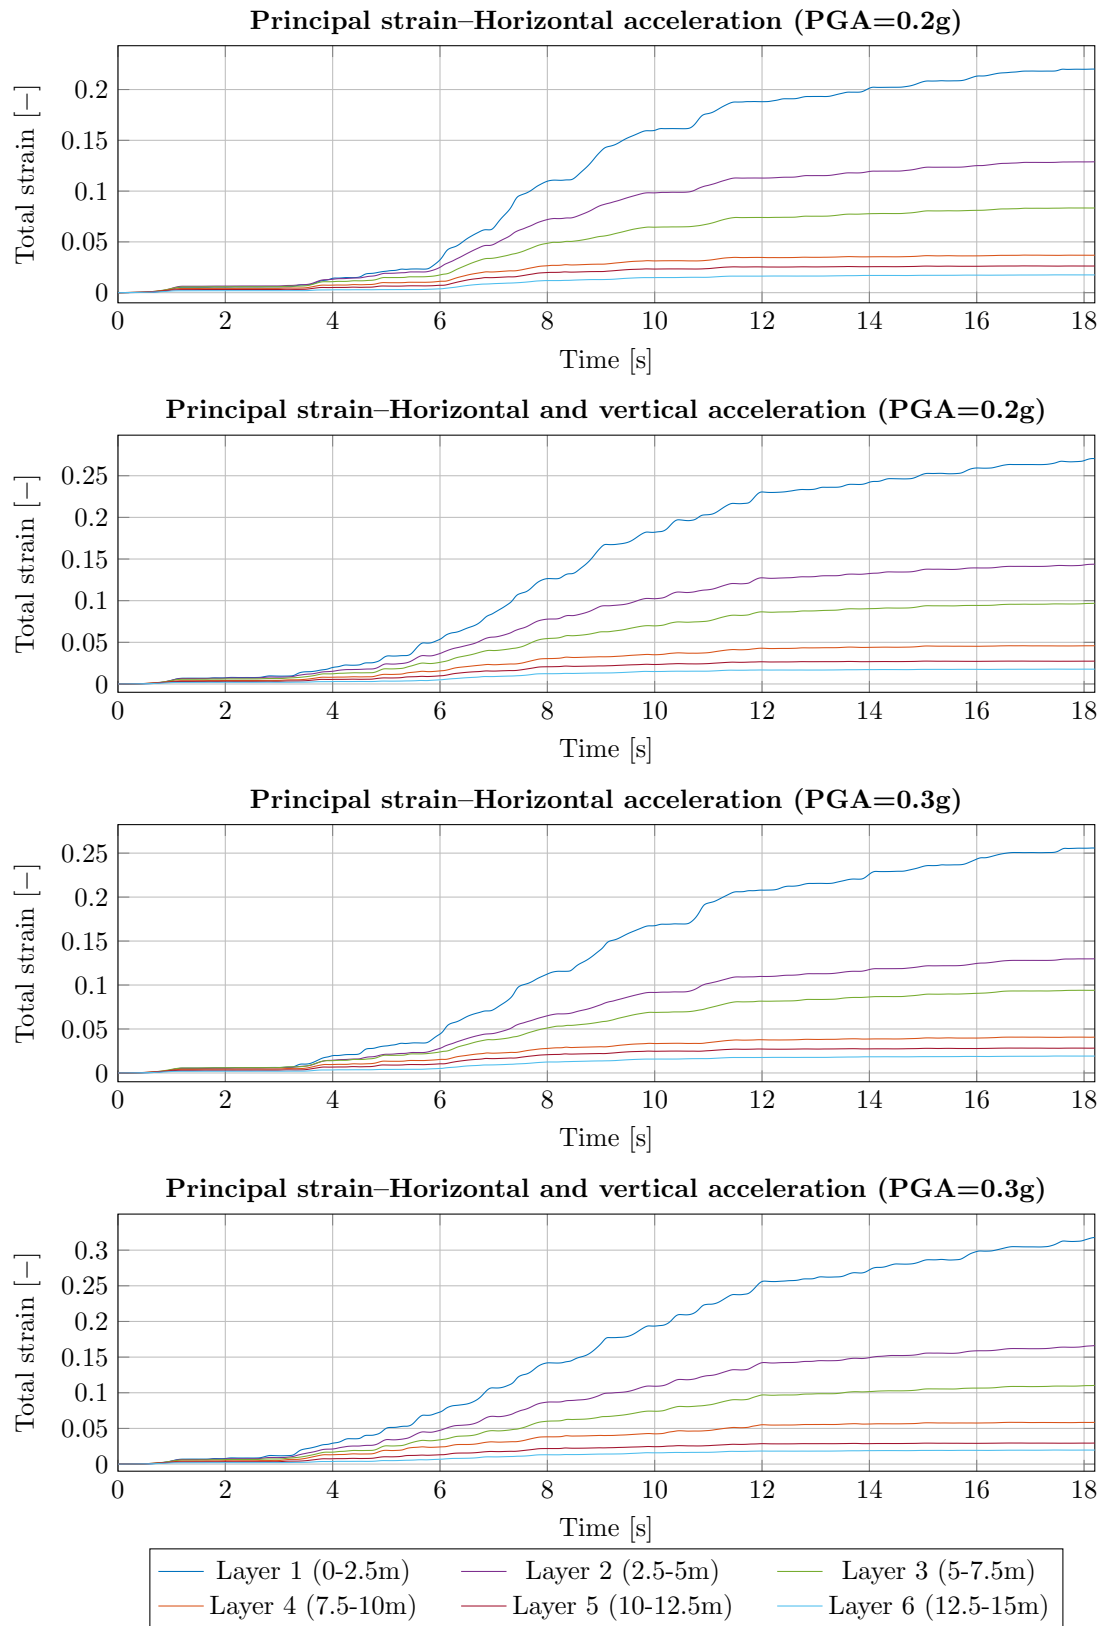 Principal strain–Horizontal acceleration (PGA=0.2g)
Total strain [−]
0.2
0.15
0.1
0.05
0
0 2 4 6 8 10 12 14 16 18
Time [s]
Principal strain–Horizontal and vertical acceleration (PGA=0.2g)
Total strain [−]
0.25
0.2
0.15
0.1
0.05
0
0 2 4 6 8 10 12 14 16 18
Time [s]
Principal strain–Horizontal acceleration (PGA=0.3g)
Total strain [−]
0.25
0.2
0.15
0.1
0.05
0
0 2 4 6 8 10 12 14 16 18
Time [s]
Principal strain–Horizontal and vertical acceleration (PGA=0.3g)
Total strain [−]
0.3
0.25
0.2
0.15
0.1
0.05
0
0 2 4 6 8 10 12 14 16 18
Time [s]
Layer 1 (0-2.5m) Layer 2 (2.5-5m) Layer 3 (5-7.5m)
Layer 4 (7.5-10m) Layer 5 (10-12.5m) Layer 6 (12.5-15m)